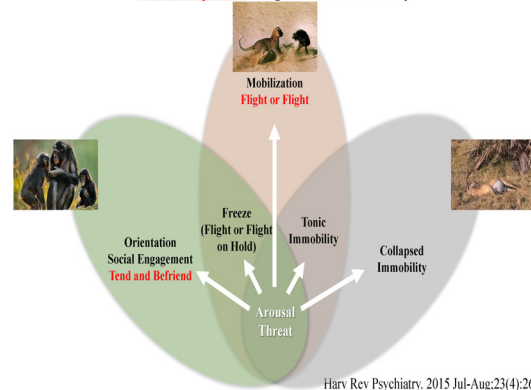 Mobilization
Flight or Flight
Freeze
(Flight or Flight
on Hold)
Tonic
Immobility
Orientation
Social Engagement
Tend and Befriend
Collapsed
Immobility
Arousal
Threat
Harv Rev Psychiatry. 2015 Jul-Aug;23(4):26